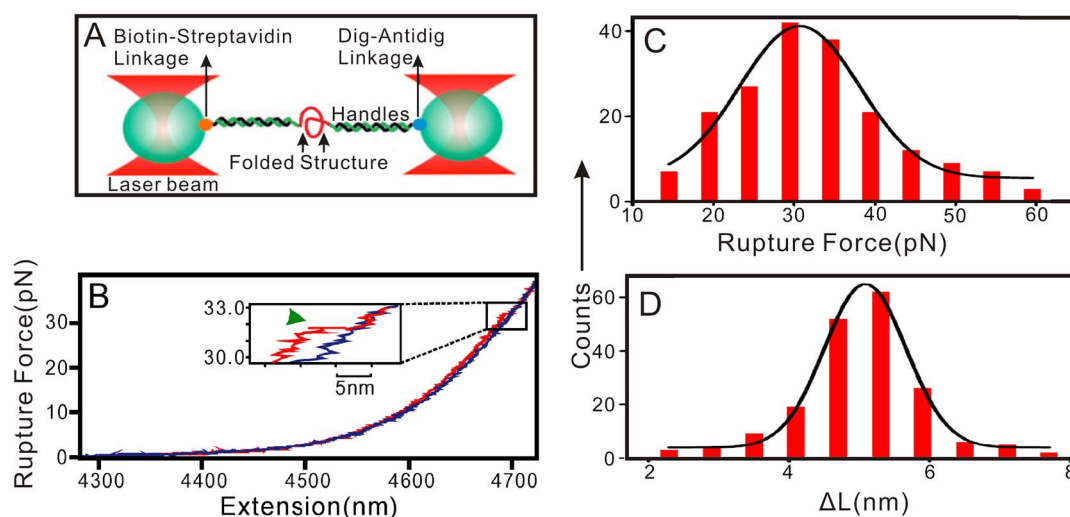 A
Biotin-Streptavidin
Linkage
Dig-Antidig
Linkage
Handles
Folded Structure
Laser beam
B
Rupture Force(pN)
30
20
10
0
33.0
30.0
5nm
4300 4400 4500 4600 4700
Extension(nm)
C
40
20
0
10 20 30 40 50 60
Rupture Force(pN)
Counts
D
60
40
20
0
2 4 6 8
ΔL(nm)